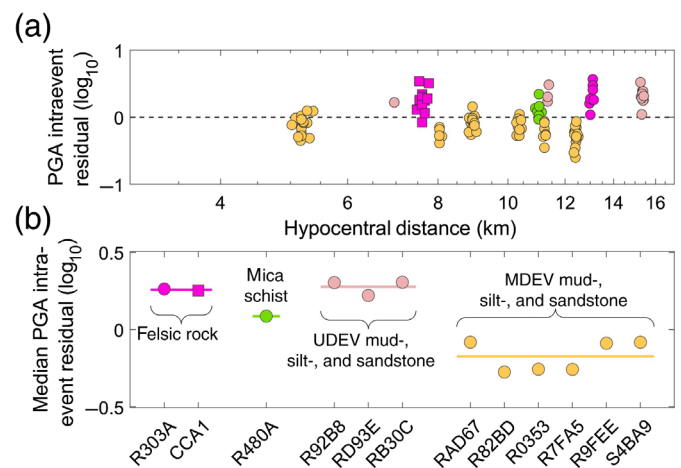 (a)
PGA intraevent
residual (log10)
1
0
−1
4
6
8
10
12
14
16
Hypocentral distance (km)
(b)
Median PGA intra-
event residual (log10)
0.5
0
−0.5
Felsic rock
Mica
schist
UDEV mud-,
silt-, and sandstone
MDEV mud-,
silt-, and sandstone
R303A
CCA1
R480A
R92B8
RD93E
RB30C
RAD67
R82BD
R0353
R7FA5
R9FEE
S4BA9